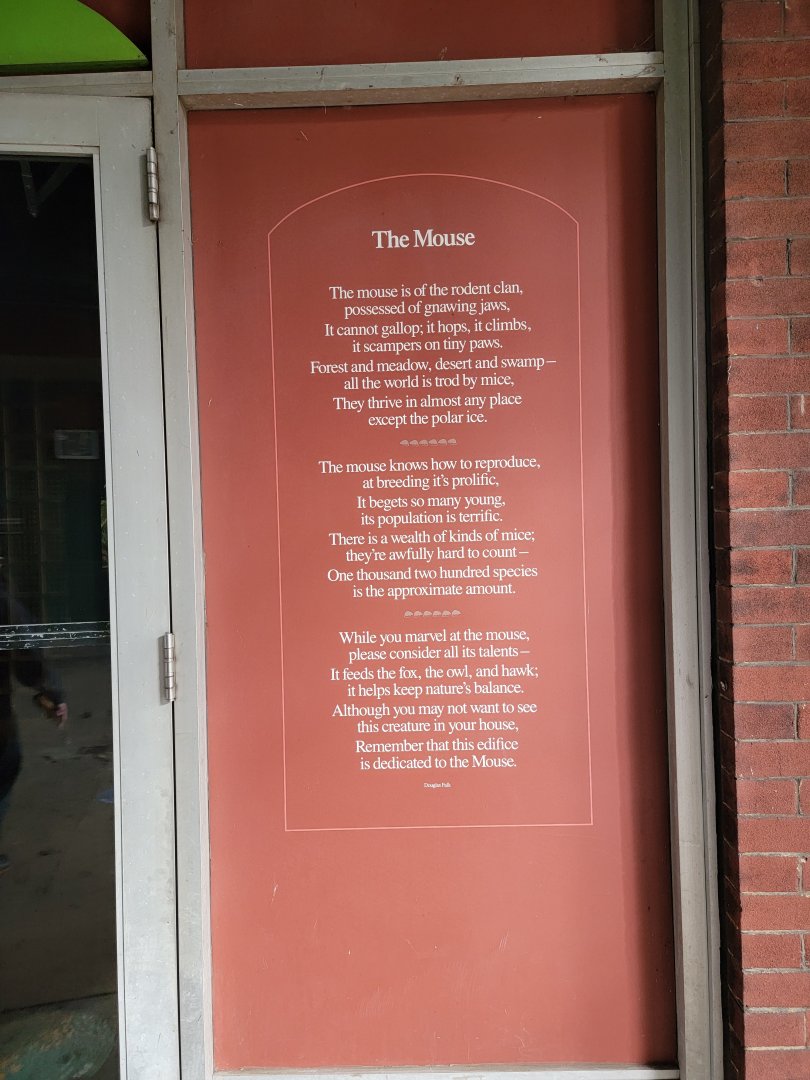 The Mouse
The mouse is of the rodent clan,
possessed of gnawing jaws,
It cannot gallop; it hops, it climbs,
it scampers on tiny paws.
Forest and meadow, desert and swamp—
all the world is trod by mice,
They thrive in almost any place
except the polar ice.
The mouse knows how to reproduce,
at breeding it's prolific,
It begets so many young,
its population is terrific.
There is a wealth of kinds of mice;
they're awfully hard to count—
One thousand two hundred species
is the approximate amount.
While you marvel at the mouse,
please consider all its talents—
It feeds the fox, the owl, and hawk;
it helps keep nature's balance.
Although you may not want to see
this creature in your house,
Remember that this edifice
is dedicated to the Mouse.
Douglas